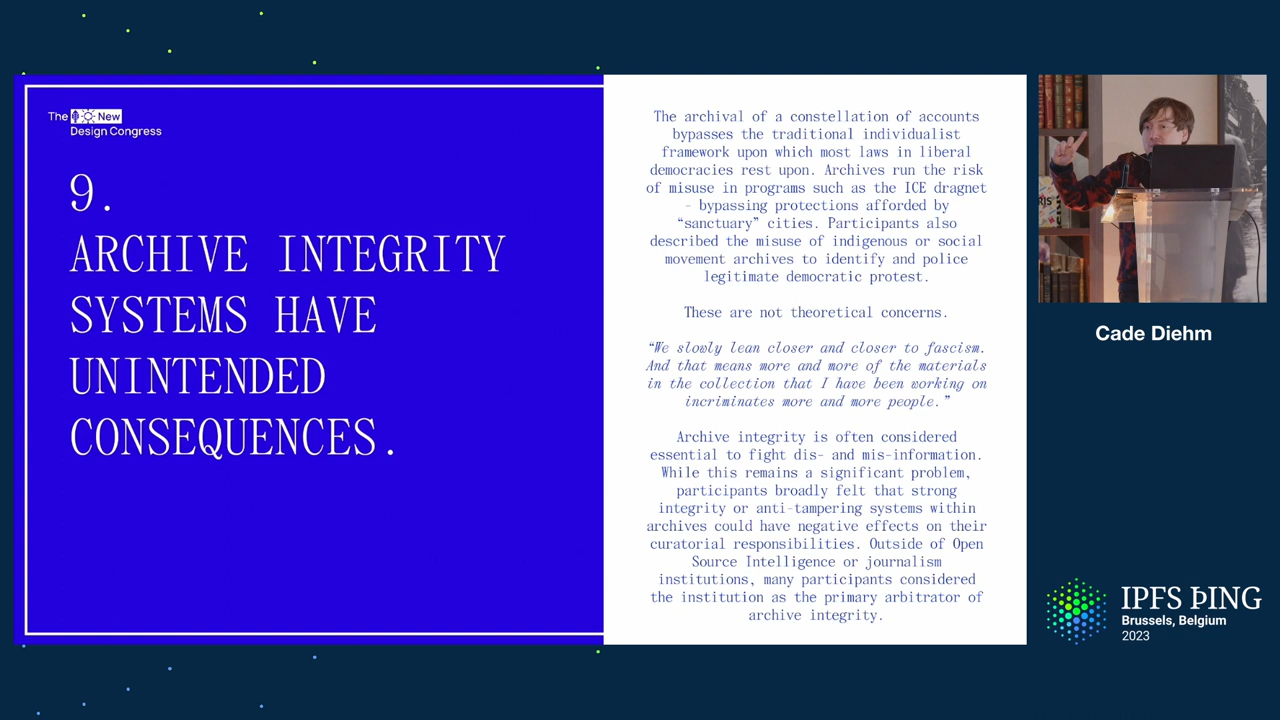 The New
Design Congress
9.
ARCHIVE INTEGRITY
SYSTEMS HAVE
UNINTENDED
CONSEQUENCES.
The archival of a constellation of accounts
bypasses the traditional individualist
framework upon which most laws in liberal
democracies rest upon. Archives run the risk
of misuse in programs such as the ICE dragnet
- bypassing protections afforded by
“sanctuary” cities. Participants also
described the misuse of indigenous or social
movement archives to identify and police
legitimate democratic protest.
These are not theoretical concerns.
“We slowly lean closer and closer to fascism.
And that means more and more of the materials
in the collection that I have been working on
incriminates more and more people.”
Archive integrity is often considered
essential to fight dis- and mis-information.
While this remains a significant problem,
participants broadly felt that strong
integrity or anti-tampering systems within
archives could have negative effects on their
curatorial responsibilities. Outside of Open
Source Intelligence or journalism
institutions, many participants considered
the institution as the primary arbitrator of
archive integrity.
Cade Diehm
IPFS ÞING
Brussels, Belgium
2023